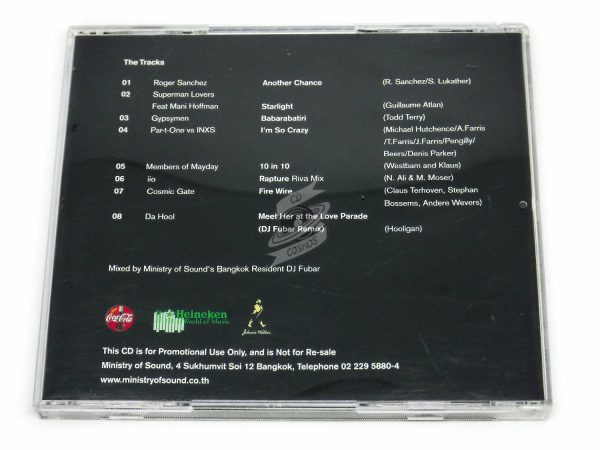 The Tracks
01 Roger Sanchez Another Chance (R. Sanchez/S. Lukather)
02 Superman Lovers
Feat Mani Hoffman Starlight (Guillaume Atlan)
03 Gypsymen Babarabatiri (Todd Terry)
04 Par-t-One vs INXS I'm So Crazy (Michael Hutchence/A.Farris
/T.Farris/J.Farris/Pengilly/
Beers/Denis Parker)
05 Members of Mayday 10 in 10 (Westbam and Klaus)
06 iio Rapture Riva Mix (N. Ali & M. Moser)
07 Cosmic Gate Fire Wire (Claus Terhoven, Stephan
Bossems, Andere Wevers)
CD
08 Da Hool Meet Her at the Love Parade
(DJ Fubar Remix) (Hooligan)
COSMOS
Mixed by Ministry of Sound's Bangkok Resident DJ Fubar
Coca-Cola
Heineken
World of Music
Johnnie Walker
This CD is for Promotional Use Only, and is Not for Re-sale
Ministry of Sound, 4 Sukhumvit Soi 12 Bangkok, Telephone 02 229 5880-4
www.ministryofsound.co.th